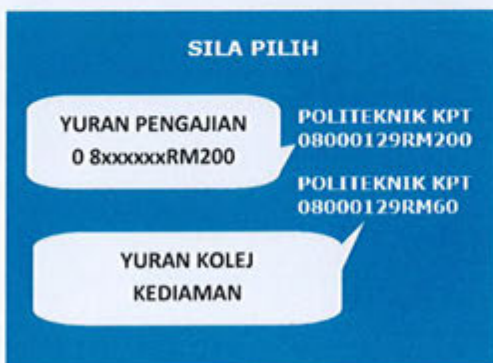 SILA PILIH
YURAN PENGAJIAN
0 8xxxxxxRM200
POLITEKNIK KPT
08000129RM200
POLITEKNIK KPT
08000129RM60
YURAN KOLEJ
KEDIAMAN